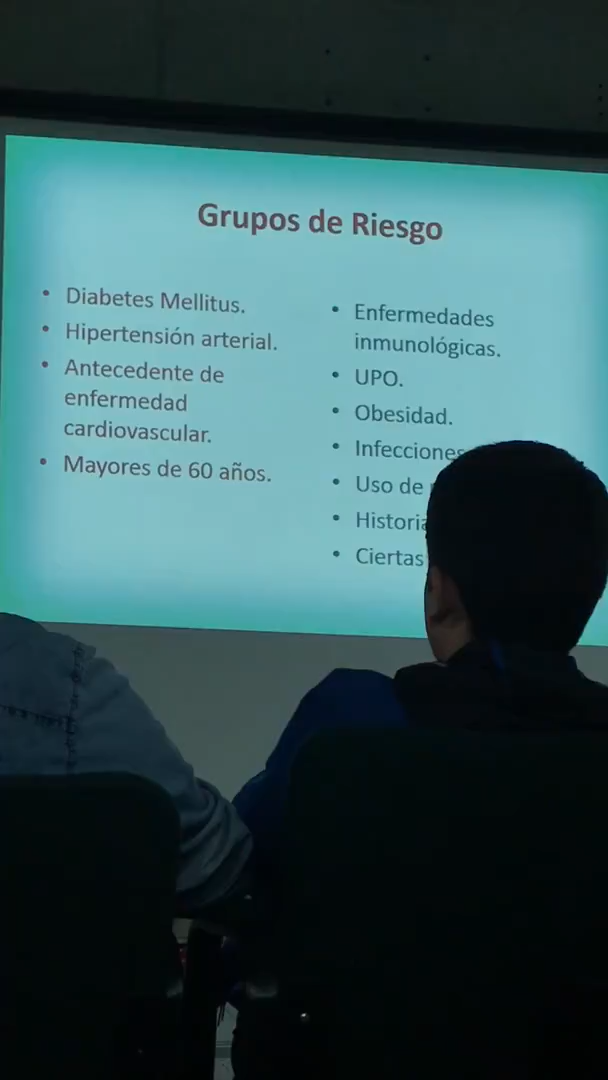 Grupos de Riesgo
• Diabetes Mellitus.
• Hipertensión arterial.
• Antecedente de
enfermedad
cardiovascular.
• Mayores de 60 años.
• Enfermedades
inmunológicas.
• UPO.
• Obesidad.
• Infecciones
• Uso de
• Historia
• Ciertas